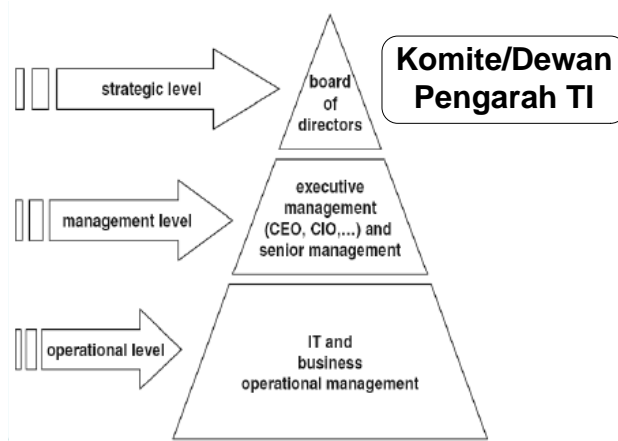 Komite/Dewan
Pengarah TI
strategic level
board
of
directors
management level
executive
management
(CEO, CIO,...) and
senior management
operational level
IT and
business
operational management